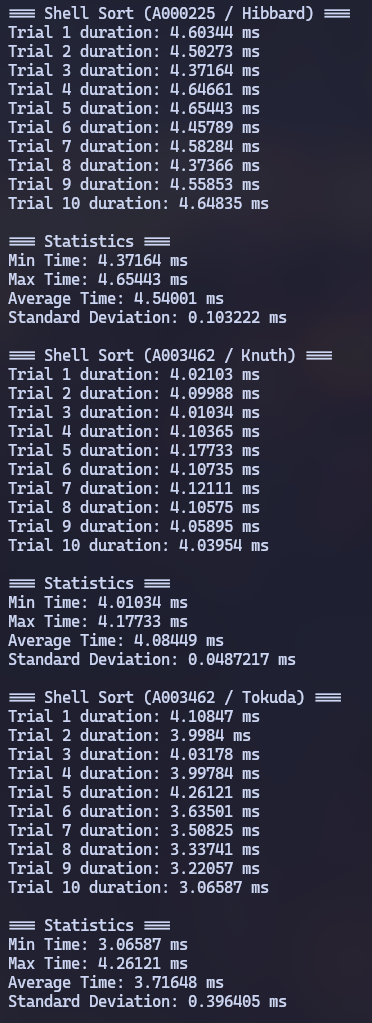 === Shell Sort (A000225 / Hibbard) ===
Trial 1 duration: 4.60344 ms
Trial 2 duration: 4.50273 ms
Trial 3 duration: 4.37164 ms
Trial 4 duration: 4.64661 ms
Trial 5 duration: 4.65443 ms
Trial 6 duration: 4.45789 ms
Trial 7 duration: 4.58284 ms
Trial 8 duration: 4.37366 ms
Trial 9 duration: 4.55853 ms
Trial 10 duration: 4.64835 ms
=== Statistics ===
Min Time: 4.37164 ms
Max Time: 4.65443 ms
Average Time: 4.54001 ms
Standard Deviation: 0.103222 ms
=== Shell Sort (A003462 / Knuth) ===
Trial 1 duration: 4.02103 ms
Trial 2 duration: 4.09988 ms
Trial 3 duration: 4.01034 ms
Trial 4 duration: 4.10365 ms
Trial 5 duration: 4.17733 ms
Trial 6 duration: 4.10735 ms
Trial 7 duration: 4.12111 ms
Trial 8 duration: 4.10575 ms
Trial 9 duration: 4.05895 ms
Trial 10 duration: 4.03954 ms
=== Statistics ===
Min Time: 4.01034 ms
Max Time: 4.17733 ms
Average Time: 4.08449 ms
Standard Deviation: 0.0487217 ms
=== Shell Sort (A003462 / Tokuda) ===
Trial 1 duration: 4.10847 ms
Trial 2 duration: 3.9984 ms
Trial 3 duration: 4.03178 ms
Trial 4 duration: 3.99784 ms
Trial 5 duration: 4.26121 ms
Trial 6 duration: 3.63501 ms
Trial 7 duration: 3.50825 ms
Trial 8 duration: 3.33741 ms
Trial 9 duration: 3.22057 ms
Trial 10 duration: 3.06587 ms
=== Statistics ===
Min Time: 3.06587 ms
Max Time: 4.26121 ms
Average Time: 3.71648 ms
Standard Deviation: 0.396405 ms